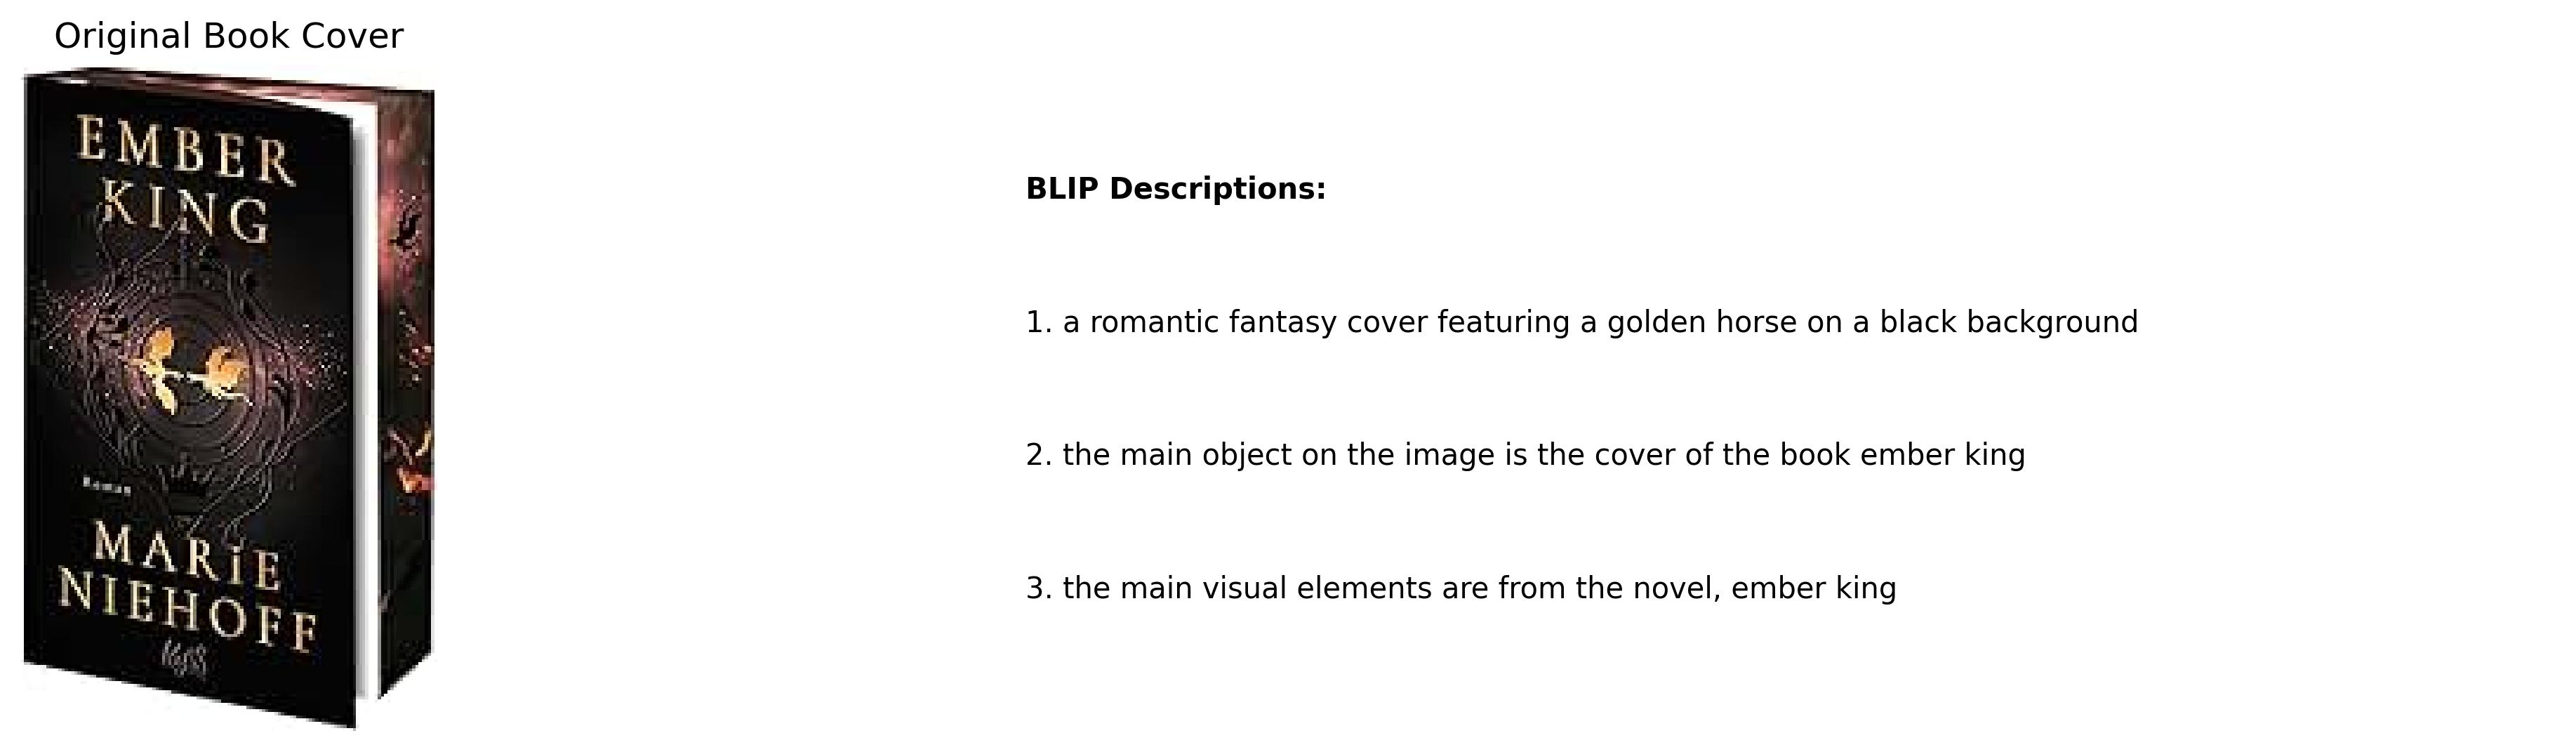 Original Book Cover
EMBER
KING
Roman
MARIE
NIEHOFF
BLIP Descriptions:
1. a romantic fantasy cover featuring a golden horse on a black background
2. the main object on the image is the cover of the book ember king
3. the main visual elements are from the novel, ember king